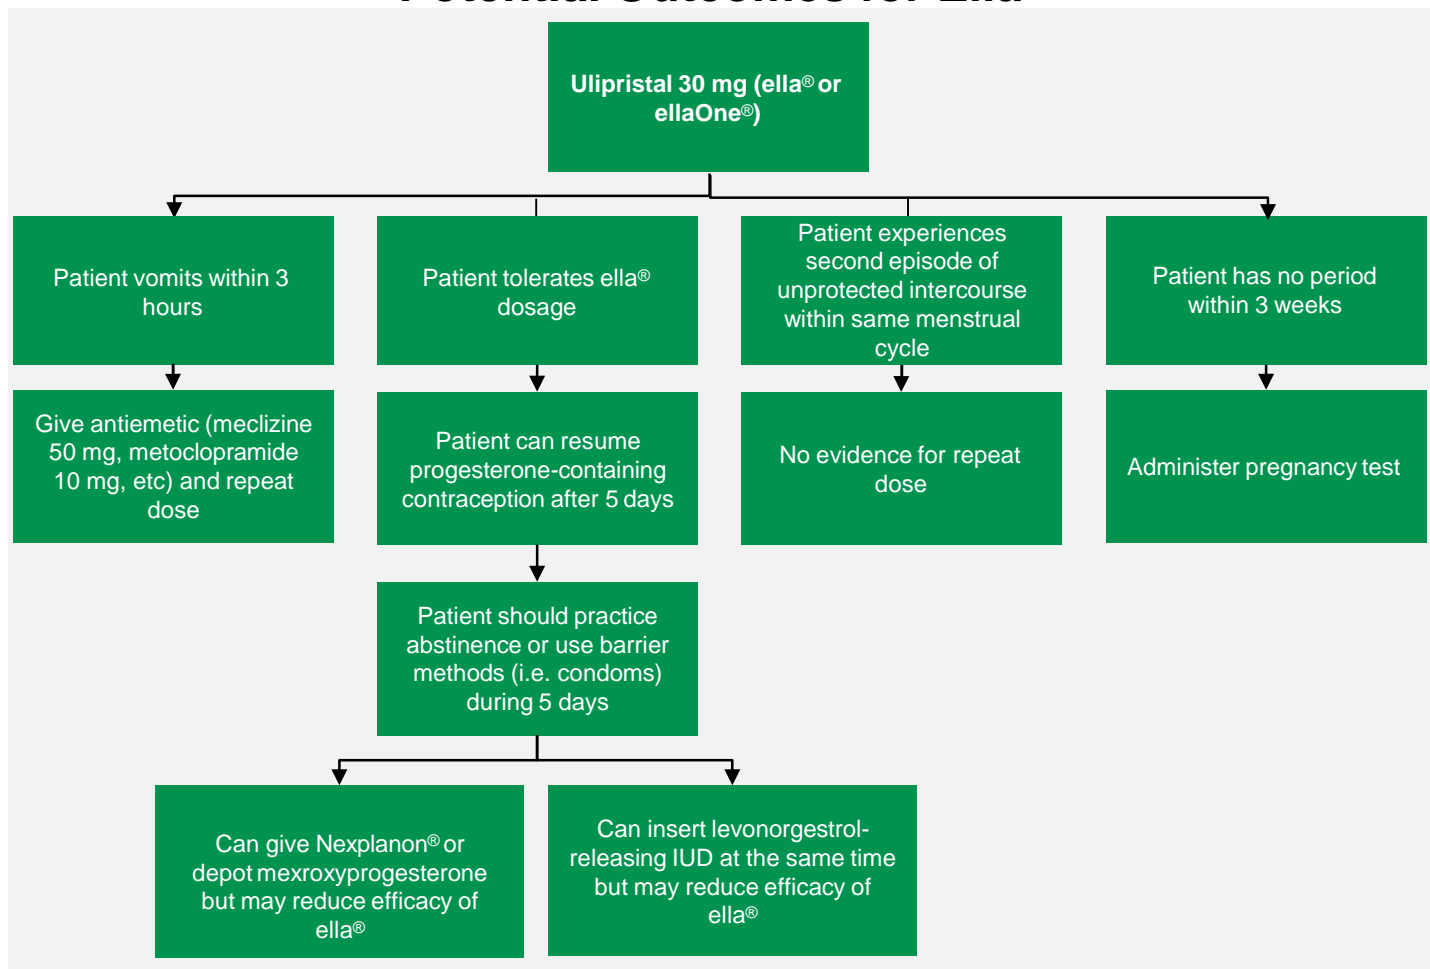 Potential Outcomes for Ella
Ulipristal 30 mg (ella® or
ellaOne®)
Patient vomits within 3
hours
Patient tolerates ella®
dosage
Patient experiences
second episode of
unprotected intercourse
within same menstrual
cycle
Patient has no period
within 3 weeks
Give antiemetic (meclizine
50 mg, metoclopramide
10 mg, etc) and repeat
dose
Patient can resume
progesterone-containing
contraception after 5 days
No evidence for repeat
dose
Administer pregnancy test
Patient should practice
abstinence or use barrier
methods (i.e. condoms)
during 5 days
Can give Nexplanon® or
depot mexroxyprogesterone
but may reduce efficacy of
ella®
Can insert levonorgestrol-
releasing IUD at the same time
but may reduce efficacy of
ella®